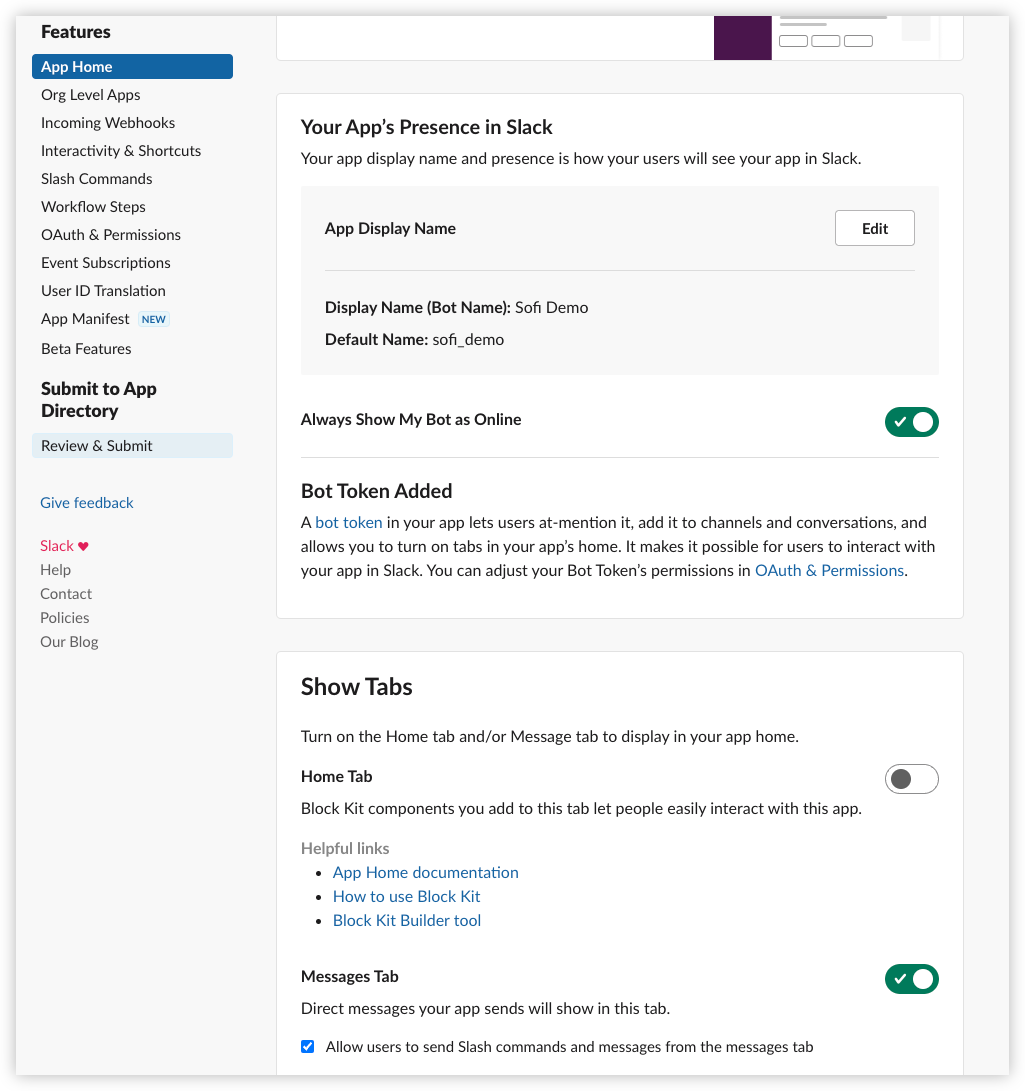 Features
App Home
Org Level Apps
Incoming Webhooks
Interactivity & Shortcuts
Slash Commands
Workflow Steps
OAuth & Permissions
Event Subscriptions
User ID Translation
App Manifest NEW
Beta Features
Submit to App
Directory
Review & Submit
Give feedback
Slack ♥
Help
Contact
Policies
Our Blog
Your App’s Presence in Slack
Your app display name and presence is how your users will see your app in Slack.
App Display Name
Edit
Display Name (Bot Name): Sofi Demo
Default Name: sofi_demo
Always Show My Bot as Online
Bot Token Added
A bot token in your app lets users at-mention it, add it to channels and conversations, and
allows you to turn on tabs in your app’s home. It makes it possible for users to interact with
your app in Slack. You can adjust your Bot Token’s permissions in OAuth & Permissions.
Show Tabs
Turn on the Home tab and/or Message tab to display in your app home.
Home Tab
Block Kit components you add to this tab let people easily interact with this app.
Helpful links
• App Home documentation
• How to use Block Kit
• Block Kit Builder tool
Messages Tab
Direct messages your app sends will show in this tab.
Allow users to send Slash commands and messages from the messages tab